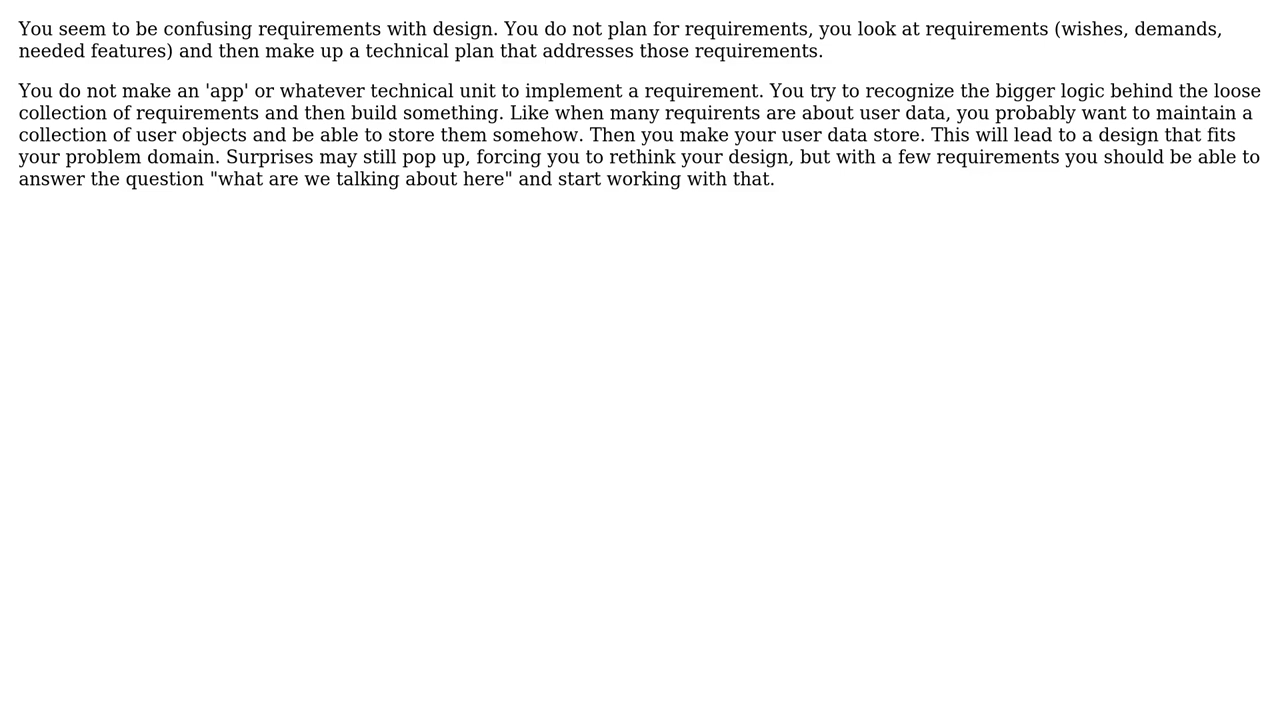 You seem to be confusing requirements with design. You do not plan for requirements, you look at requirements (wishes, demands,
needed features) and then make up a technical plan that addresses those requirements.
You do not make an 'app' or whatever technical unit to implement a requirement. You try to recognize the bigger logic behind the loose
collection of requirements and then build something. Like when many requirents are about user data, you probably want to maintain a
collection of user objects and be able to store them somehow. Then you make your user data store. This will lead to a design that fits
your problem domain. Surprises may still pop up, forcing you to rethink your design, but with a few requirements you should be able to
answer the question "what are we talking about here" and start working with that.